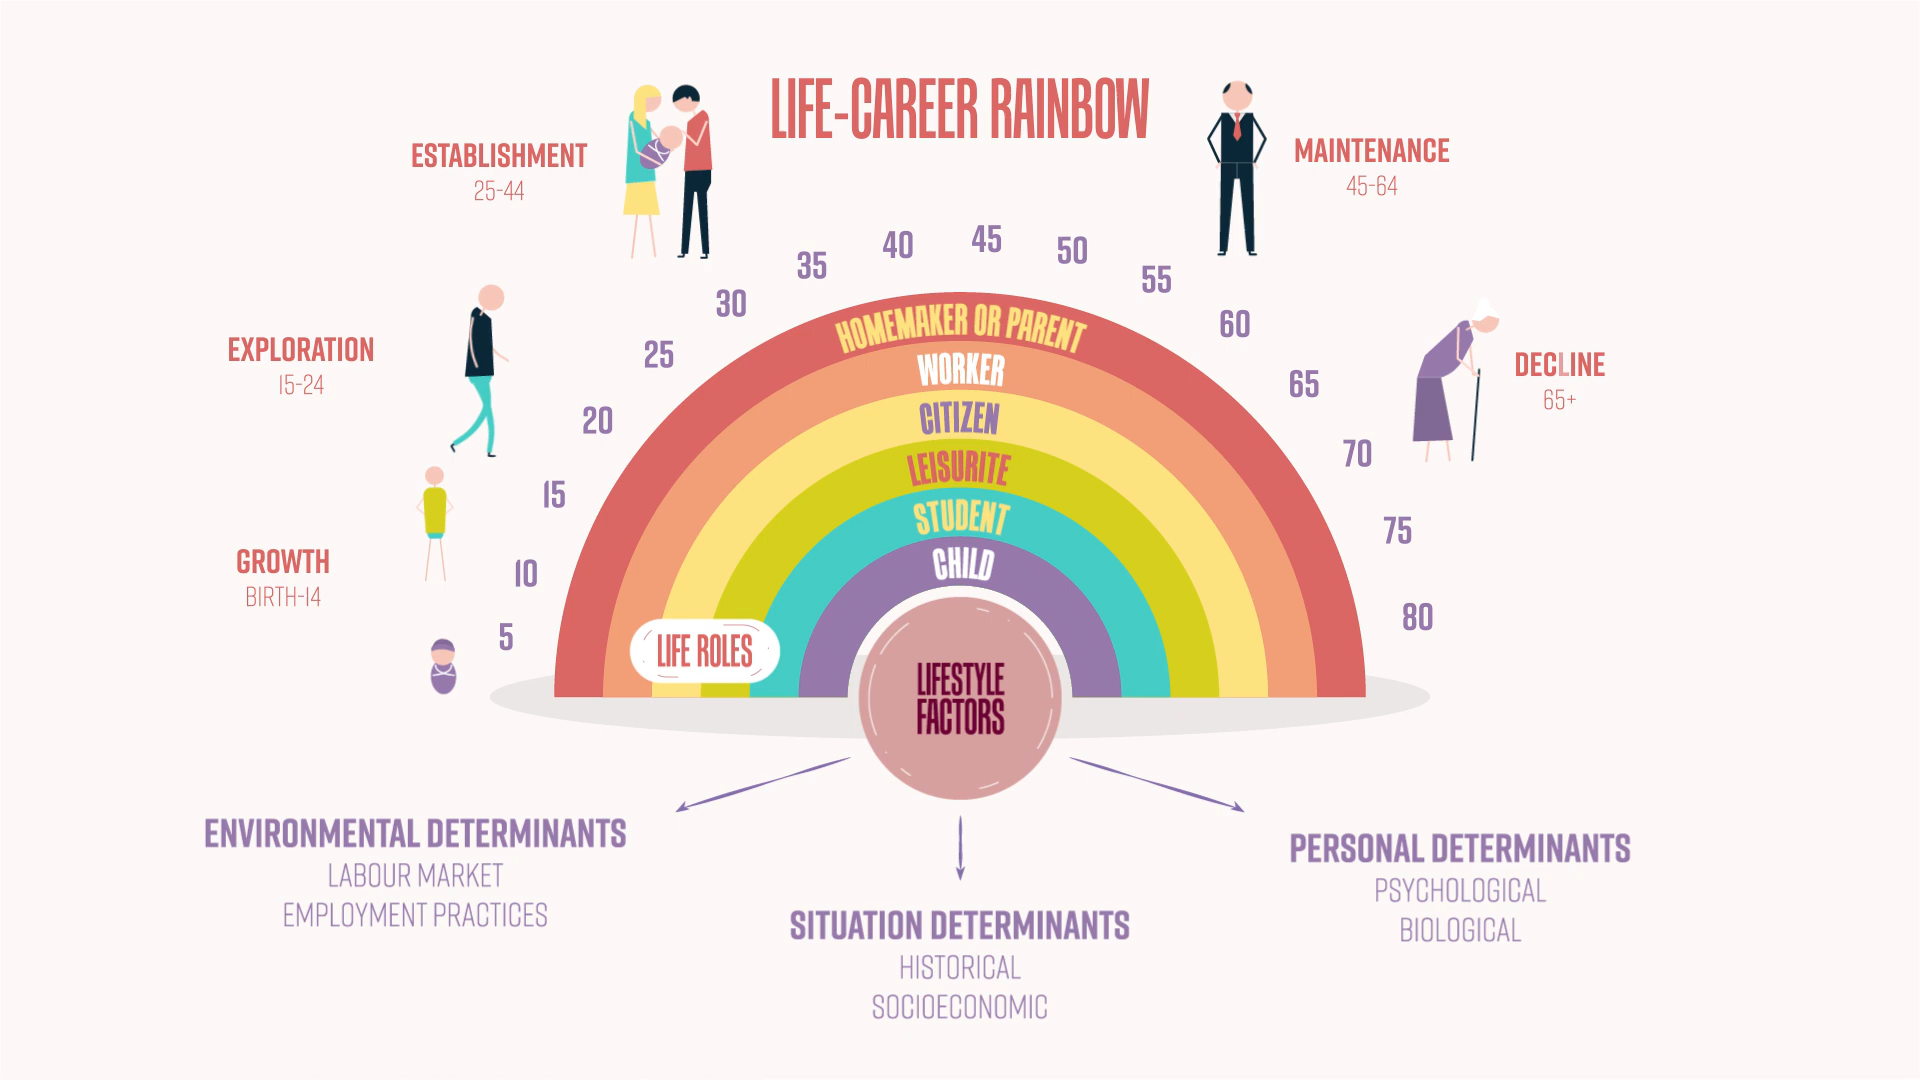 LIFE-CAREER RAINBOW
ESTABLISHMENT
25-44
MAINTENANCE
45-64
EXPLORATION
15-24
DECLINE
65+
GROWTH
BIRTH-14
5
10
15
20
25
30
35
40
45
50
55
60
65
70
75
80
HOMEMAKER OR PARENT
WORKER
CITIZEN
LEISURITE
STUDENT
CHILD
LIFE ROLES
LIFESTYLE
FACTORS
ENVIRONMENTAL DETERMINANTS
LABOUR MARKET
EMPLOYMENT PRACTICES
SITUATION DETERMINANTS
HISTORICAL
SOCIOECONOMIC
PERSONAL DETERMINANTS
PSYCHOLOGICAL
BIOLOGICAL